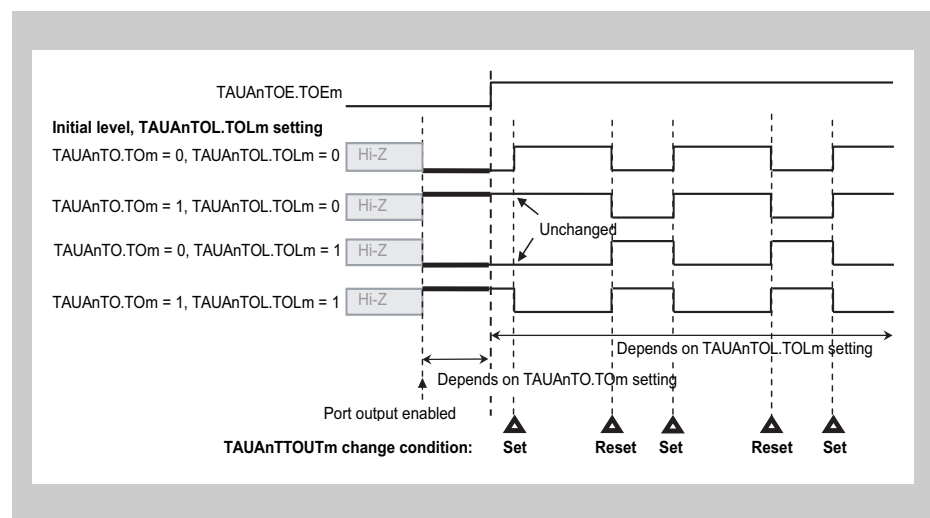 TAUAnTOE.TOEm
Initial level, TAUAnTOL.TOLm setting
TAUAnTO.TOm = 0, TAUAnTOL.TOLm = 0 Hi-Z
TAUAnTO.TOm = 1, TAUAnTOL.TOLm = 0 Hi-Z
Unchanged
TAUAnTO.TOm = 0, TAUAnTOL.TOLm = 1 Hi-Z
TAUAnTO.TOm = 1, TAUAnTOL.TOLm = 1 Hi-Z
Depends on TAUAnTOL.TOLm setting
Depends on TAUAnTO.TOm setting
Port output enabled
TAUAnTTOUTm change condition: Set Reset Set Reset Set